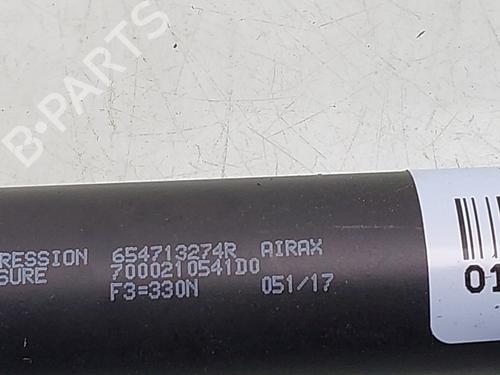 B-PARTS
RESSION 654713274R AIRAX
SURE 7000210541D0
F3=330N 051/17
01